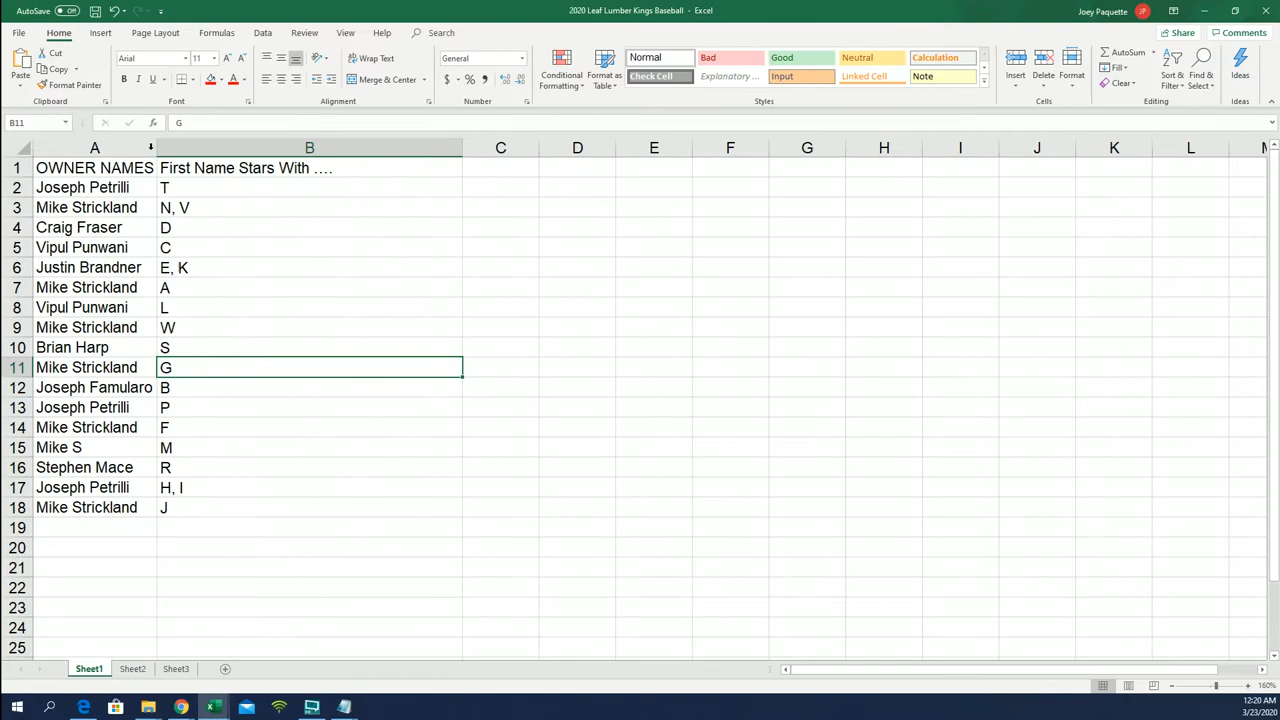 AutoSave Off 2020 Leaf Lumber Kings Baseball - Excel Joey Paquette JP
File Home Insert Page Layout Formulas Data Review View Help Search Share Comments
Cut Arial 11 Wrap Text General Normal Bad Good Neutral Calculation AutoSum
Paste Copy Format Painter B I U A Merge & Center $ % Conditional Formatting Format as Table Check Cell Explanatory ... Input Linked Cell Note Insert Delete Format Fill Clear Sort & Filter Find & Select Ideas
Clipboard Font Alignment Number Styles Cells Editing Ideas
B11 fx G
A B C D E F G H I J K L
1 OWNER NAMES First Name Stars With ....
2 Joseph Petrilli T
3 Mike Strickland N, V
4 Craig Fraser D
5 Vipul Punwani C
6 Justin Brandner E, K
7 Mike Strickland A
8 Vipul Punwani L
9 Mike Strickland W
10 Brian Harp S
11 Mike Strickland G
12 Joseph Famularo B
13 Joseph Petrilli P
14 Mike Strickland F
15 Mike S M
16 Stephen Mace R
17 Joseph Petrilli H, I
18 Mike Strickland J
19
20
21
22
23
24
25
Sheet1 Sheet2 Sheet3
160%
12:20 AM
3/23/2020